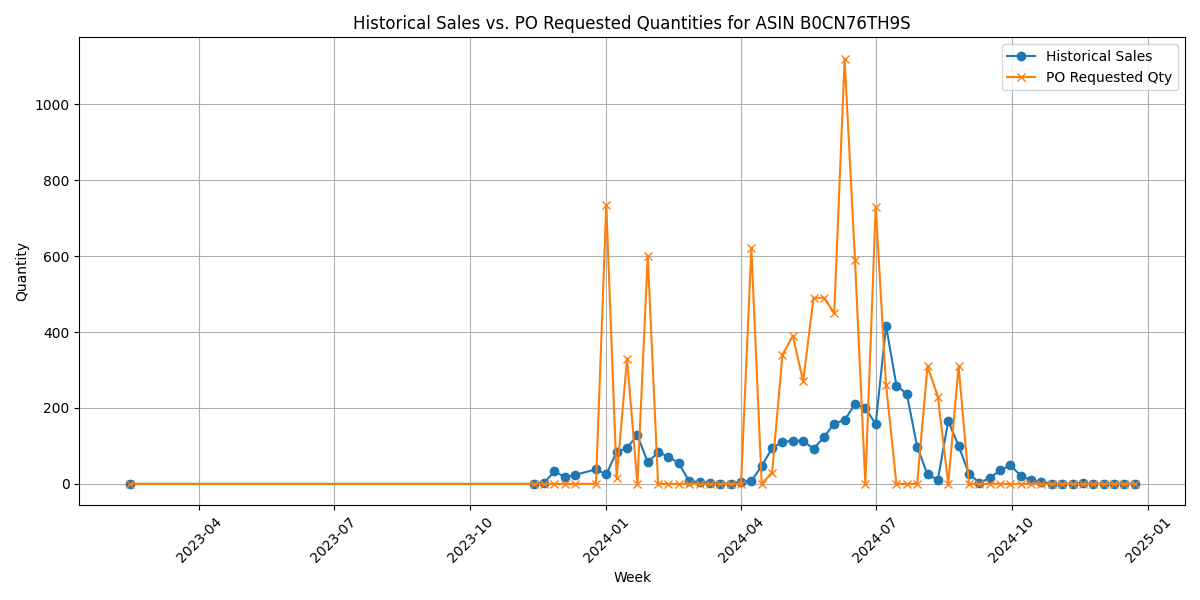 Historical Sales vs. PO Requested Quantities for ASIN B0CN76TH9S
Historical Sales
PO Requested Qty
Quantity
1000
800
600
400
200
0
2023-04
2023-07
2023-10
2024-01
2024-04
2024-07
2024-10
2025-01
Week